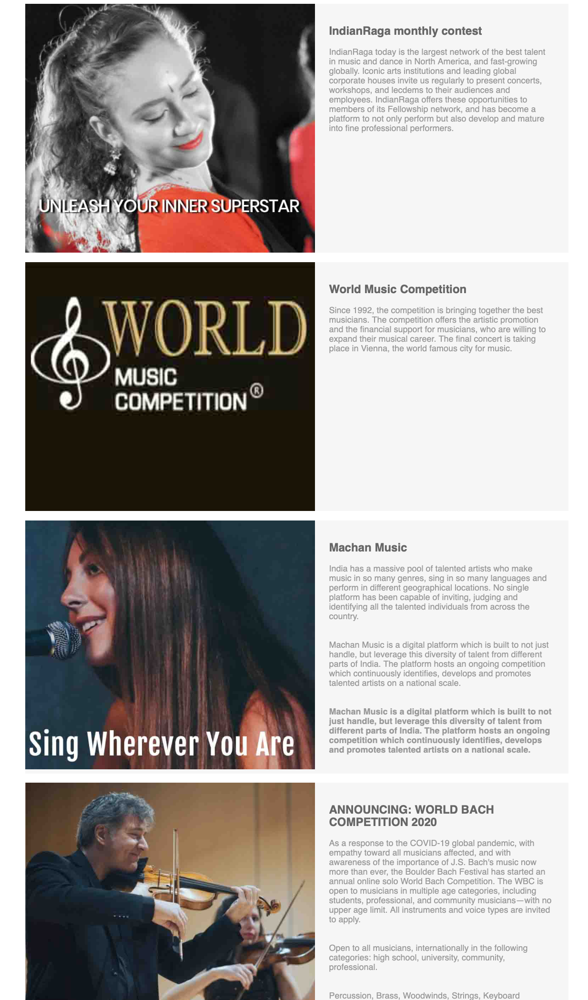 UNLEASH YOUR INNER SUPERSTAR
IndianRaga monthly contest
IndianRaga today is the largest network of the best talent
in music and dance in North America, and fast-growing
globally. Iconic arts institutions and leading global
corporate houses invite us regularly to present concerts,
workshops, and lecdems to their audiences and
employees. IndianRaga offers these opportunities to
members of its Fellowship network, and has become a
platform to not only perform but also develop and mature
into fine professional performers.
WORLD
MUSIC
COMPETITION®
World Music Competition
Since 1992, the competition is bringing together the best
musicians. The competition offers the artistic promotion
and the financial support for musicians, who are willing to
expand their musical career. The final concert is taking
place in Vienna, the world famous city for music.
Sing Wherever You Are
Machan Music
India has a massive pool of talented artists who make
music in so many genres, sing in so many languages and
perform in different geographical locations. No single
platform has been capable of inviting, judging and
identifying all the talented individuals from across the
country.
Machan Music is a digital platform which is built to not just
handle, but leverage this diversity of talent from different
parts of India. The platform hosts an ongoing competition
which continuously identifies, develops and promotes
talented artists on a national scale.
Machan Music is a digital platform which is built to not
just handle, but leverage this diversity of talent from
different parts of India. The platform hosts an ongoing
competition which continuously identifies, develops
and promotes talented artists on a national scale.
ANNOUNCING: WORLD BACH
COMPETITION 2020
As a response to the COVID-19 global pandemic, with
empathy toward all musicians affected, and with
awareness of the importance of J.S. Bach's music now
more than ever, the Boulder Bach Festival has started an
annual online solo World Bach Competition. The WBC is
open to musicians in multiple age categories, including
students, professional, and community musicians—with no
upper age limit. All instruments and voice types are invited
to apply.
Open to all musicians, internationally in the following
categories: high school, university, community,
professional.
Percussion, Brass, Woodwinds, Strings, Keyboard